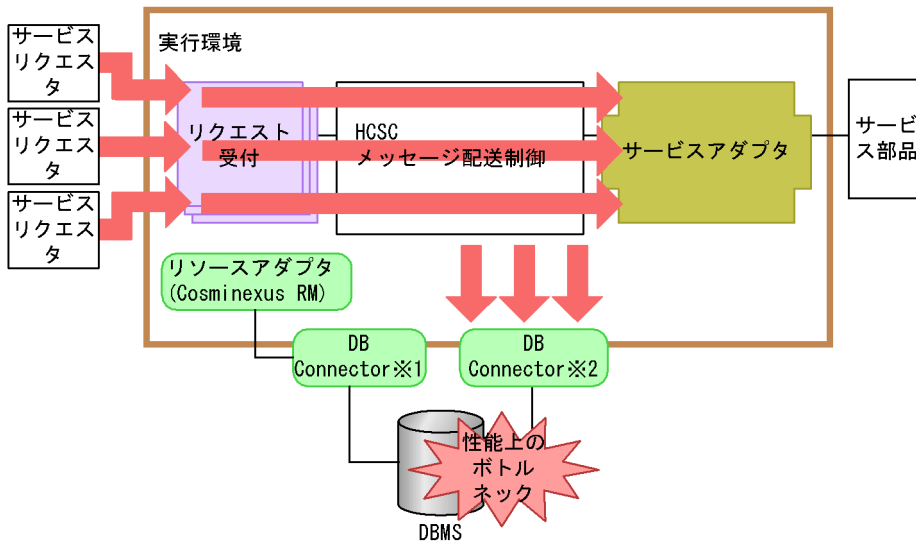 サービス
リクエス
タ
サービス
リクエス
タ
サービス
リクエス
タ
実行環境
リクエスト
受付
HCSC
メッセージ配送制御
サービスアダプタ
サービ
ス部品
リソースアダプタ
(Cosminexus RM)
DB
Connector※1
DB
Connector※2
性能上の
ボトル
ネック
DBMS